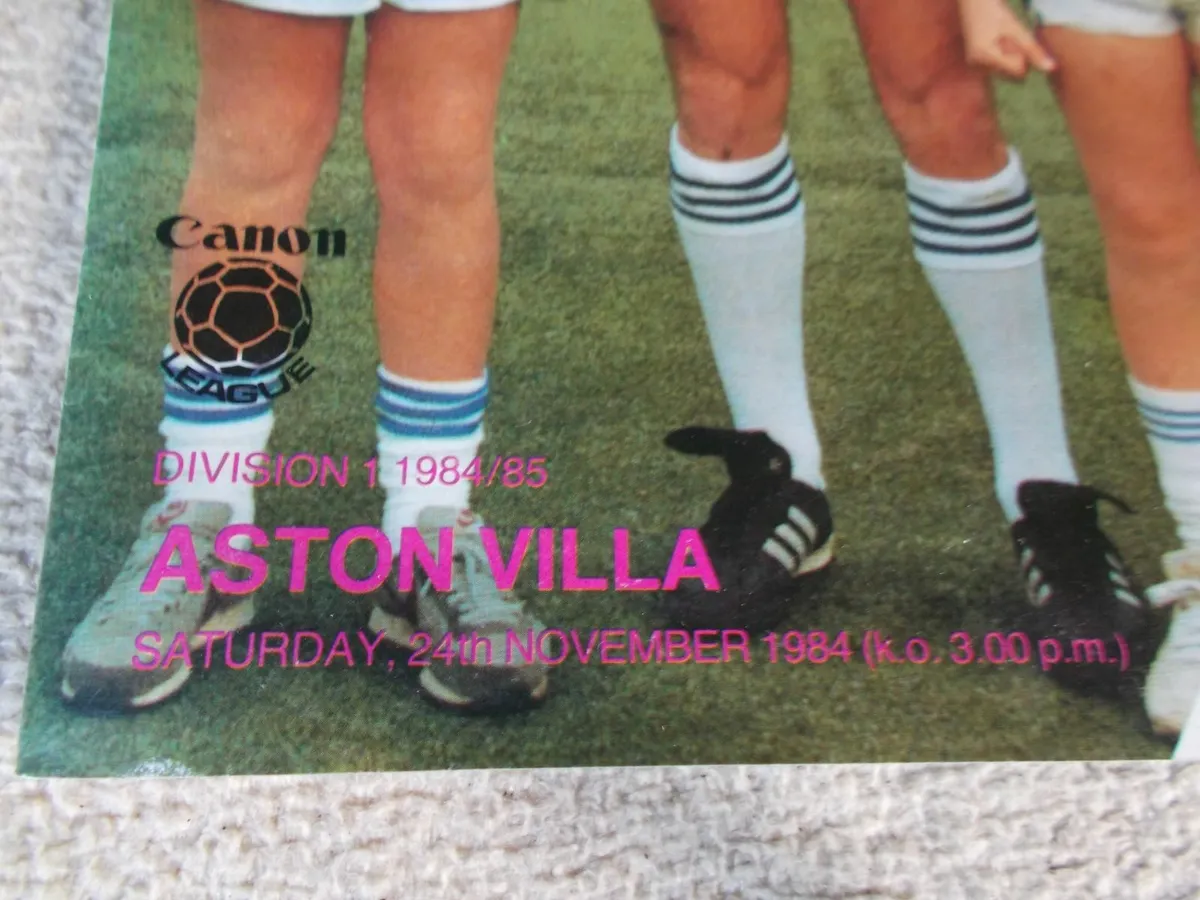 Canon
LEAGUE
DIVISION 1 1984/85
ASTON VILLA
SATURDAY, 24th NOVEMBER 1984 (k.o. 3.00 p.m.)